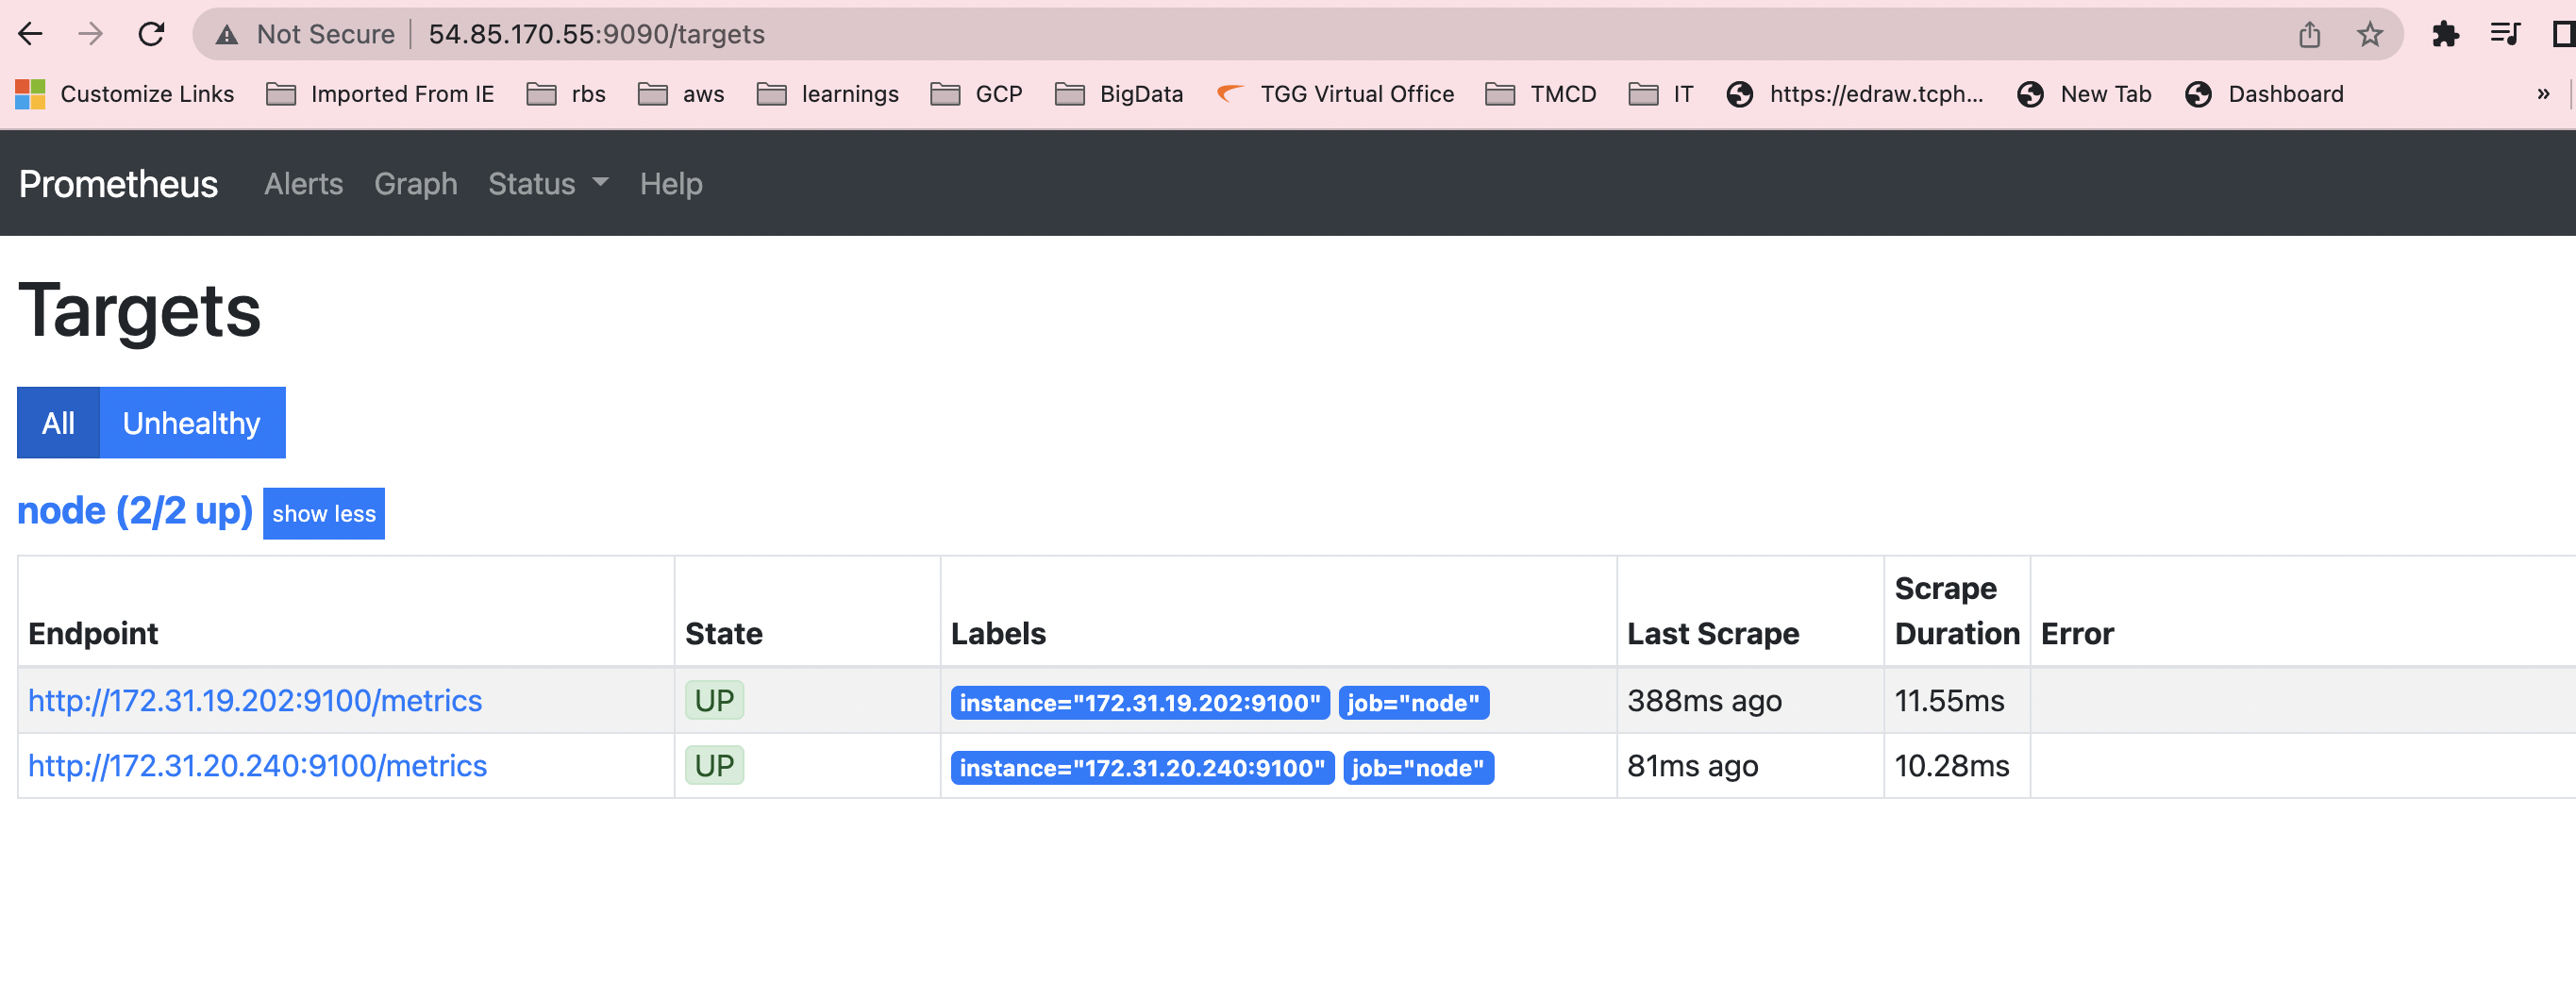 Not Secure 54.85.170.55:9090/targets
Customize Links Imported From IE rbs aws learnings GCP BigData TGG Virtual Office TMCD IT https://edraw.tcph... New Tab Dashboard »
Prometheus Alerts Graph Status Help
Targets
All Unhealthy
node (2/2 up) show less
Endpoint State Labels Last Scrape Scrape Duration Error
http://172.31.19.202:9100/metrics UP instance="172.31.19.202:9100" job="node" 388ms ago 11.55ms
http://172.31.20.240:9100/metrics UP instance="172.31.20.240:9100" job="node" 81ms ago 10.28ms